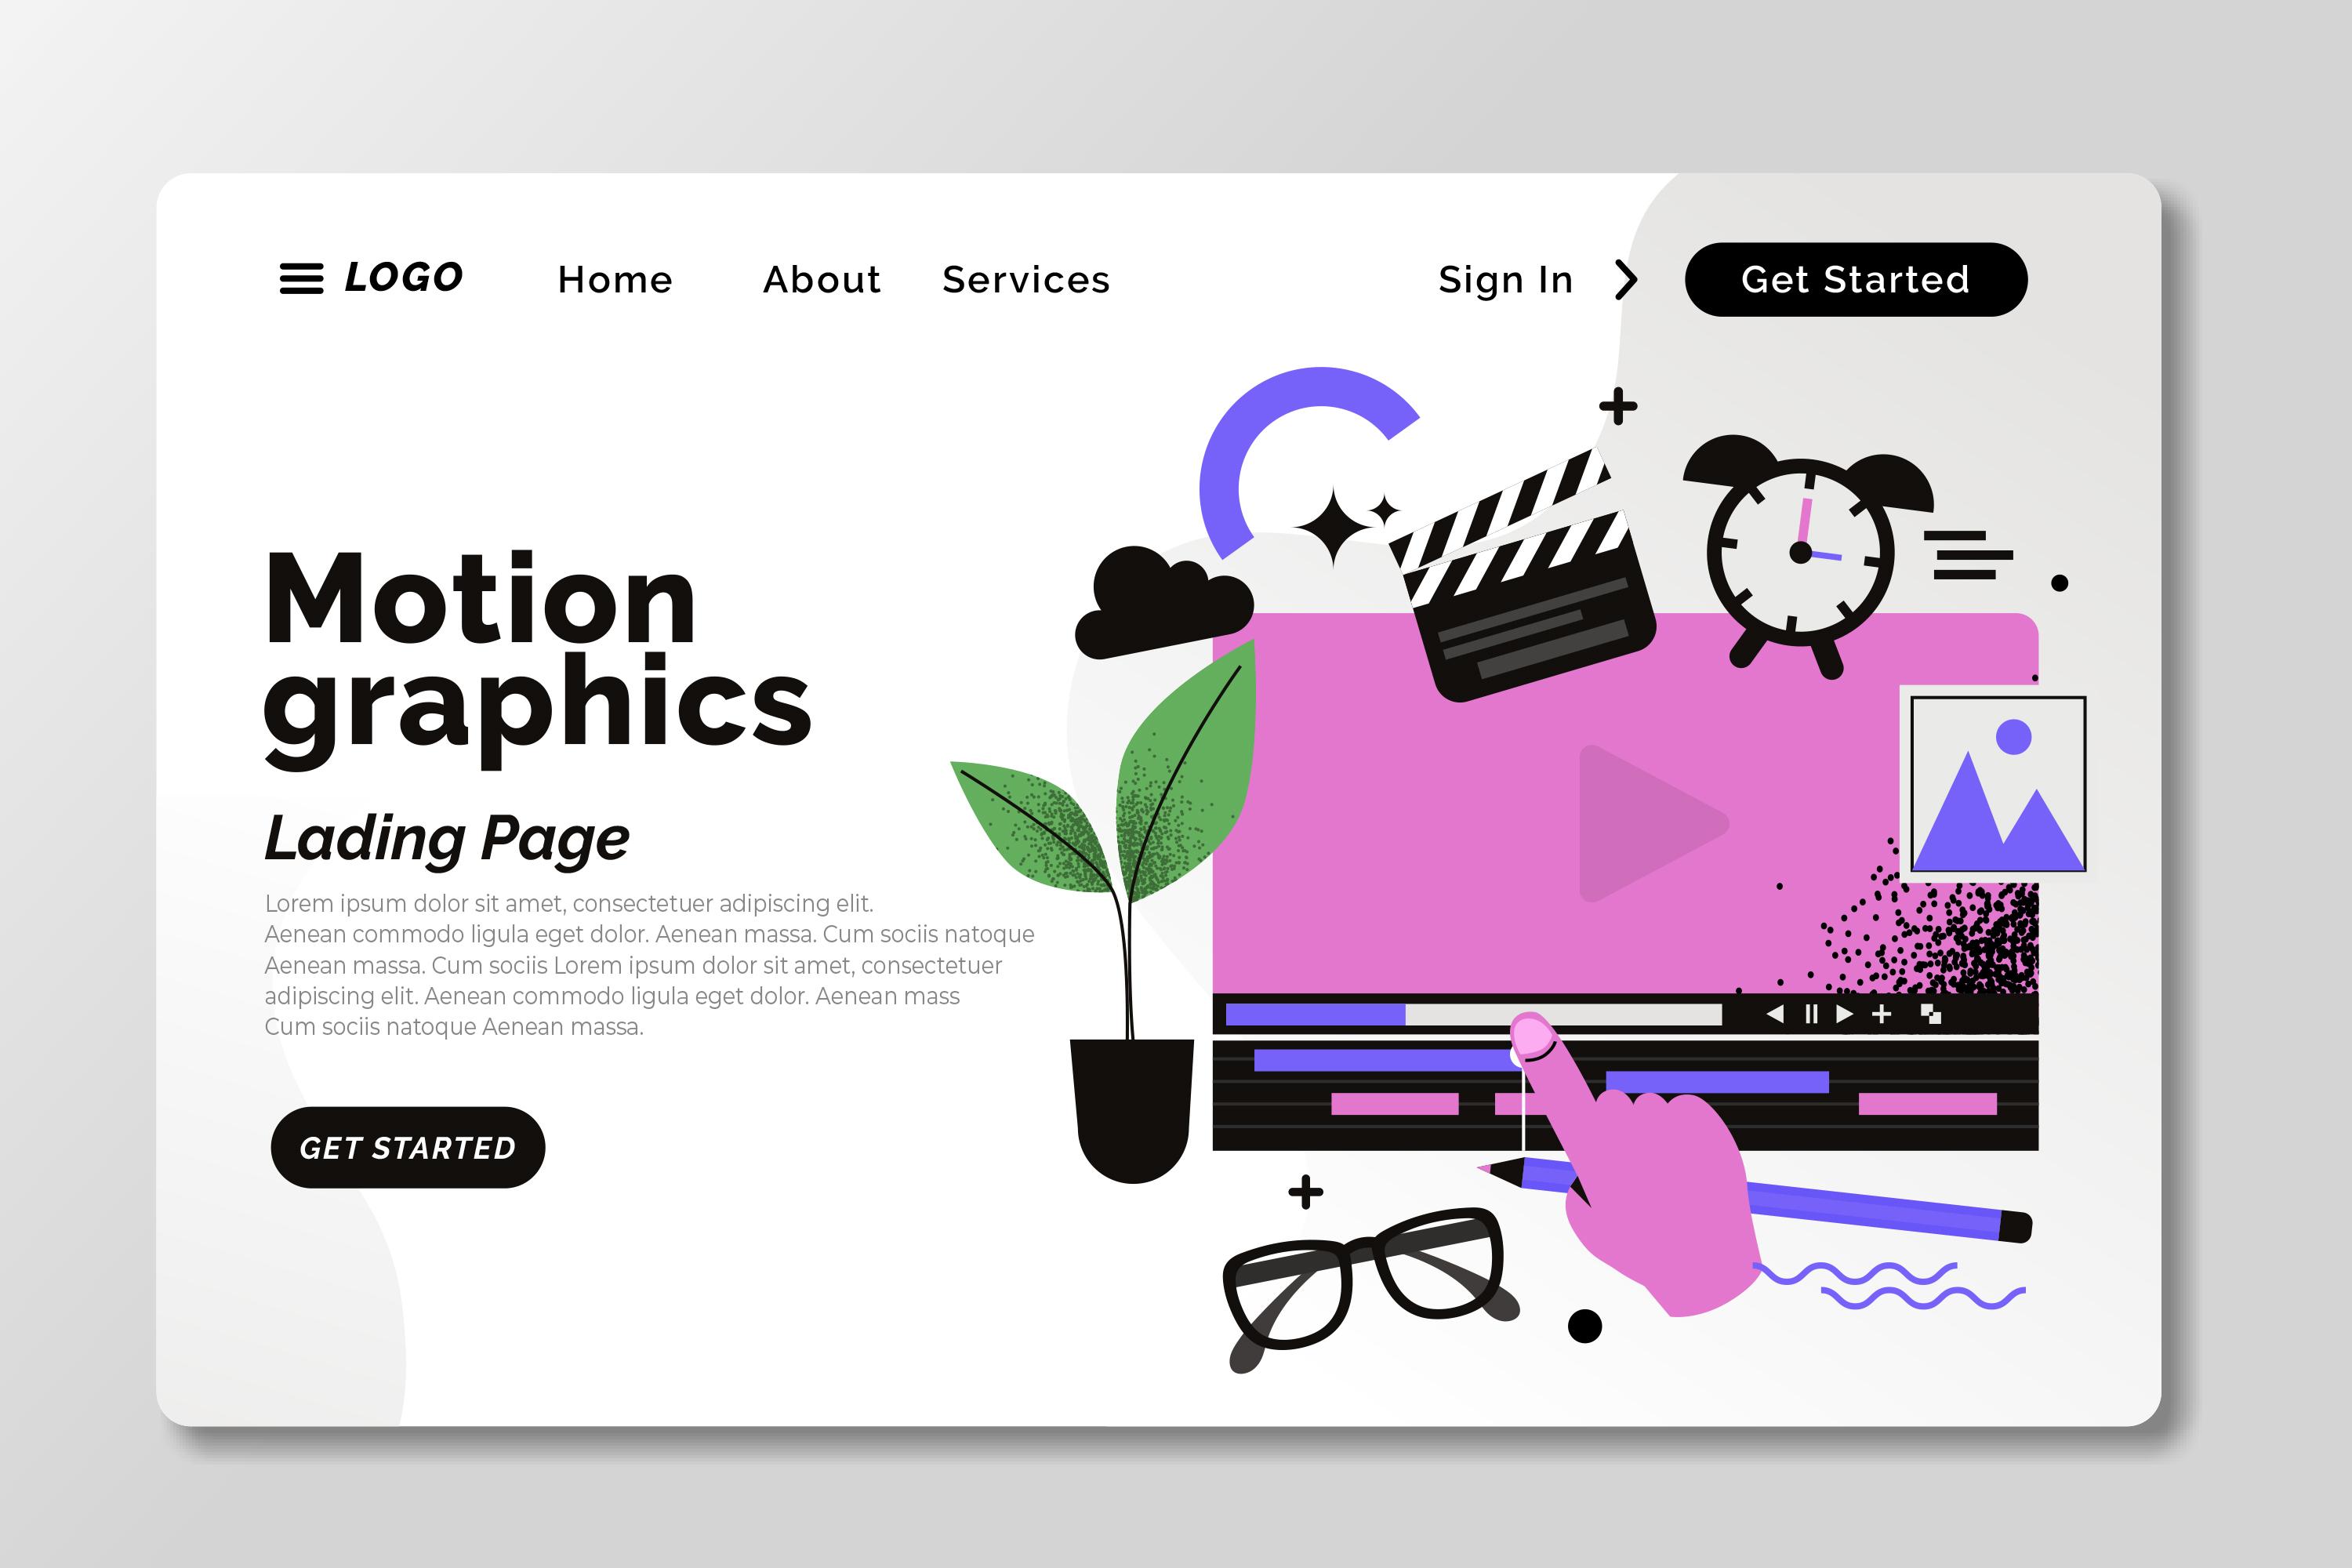 LOGO Home About Services Sign In Get Started
Motion
graphics
Lading Page
Lorem ipsum dolor sit amet, consectetuer adipiscing elit.
Aenean commodo ligula eget dolor. Aenean massa. Cum sociis natoque
Aenean massa. Cum sociis Lorem ipsum dolor sit amet, consectetuer
adipiscing elit. Aenean commodo ligula eget dolor. Aenean mass
Cum sociis natoque Aenean massa.
GET STARTED